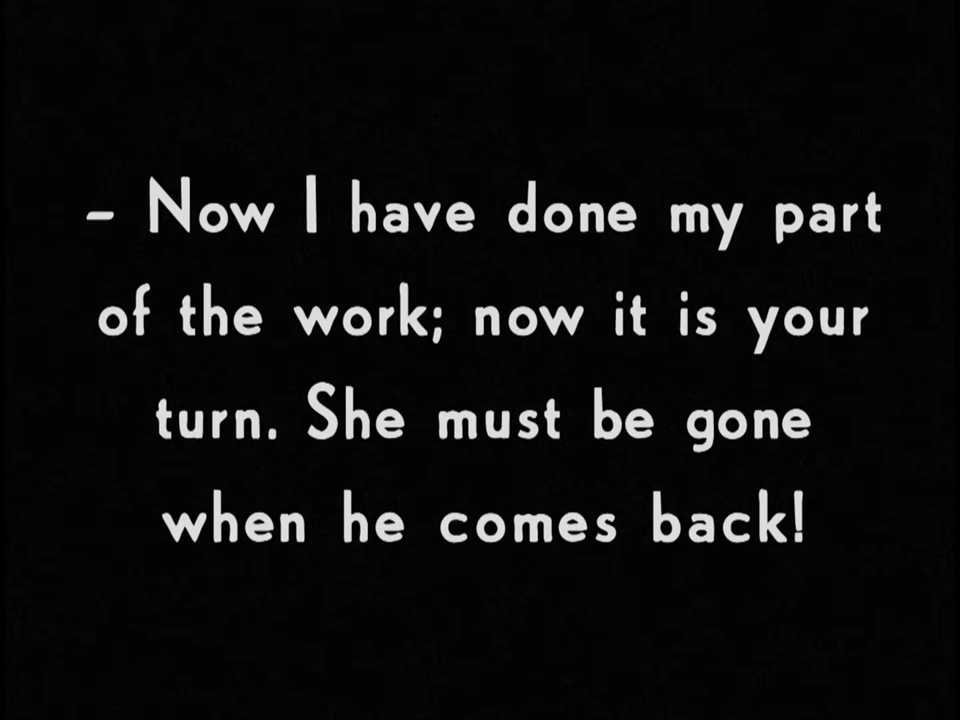 – Now I have done my part
of the work; now it is your
turn. She must be gone
when he comes back!